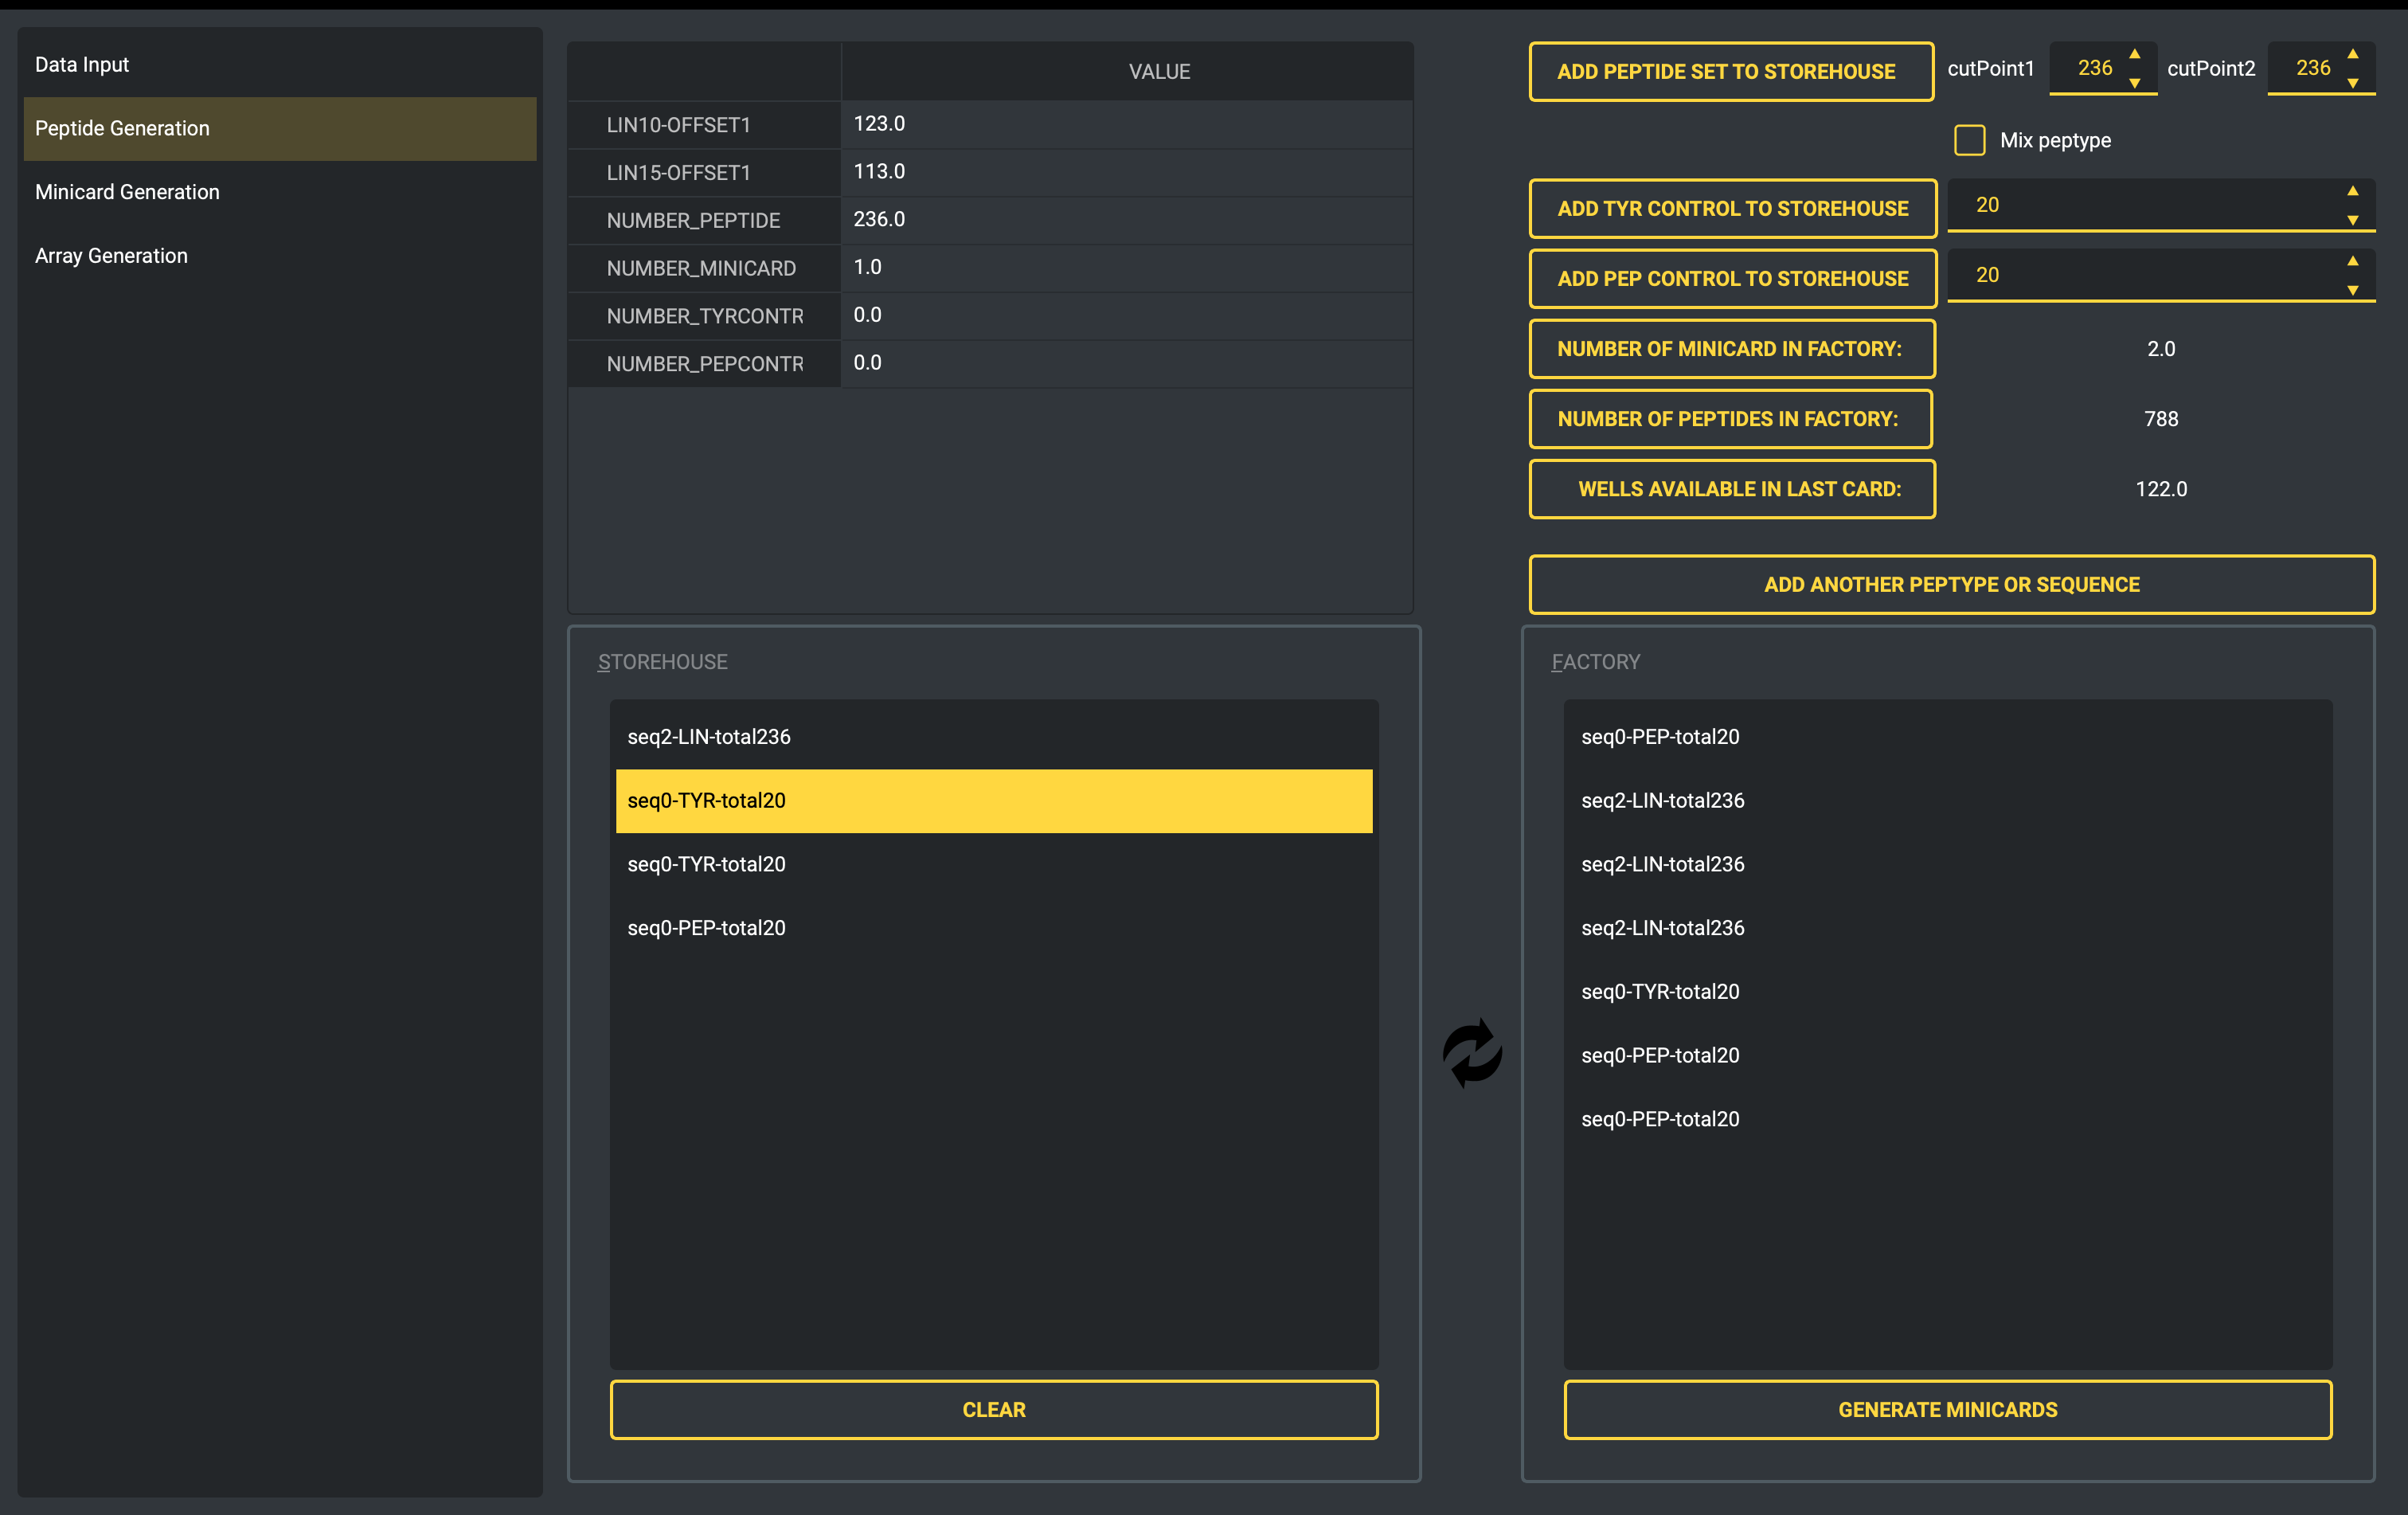 Data Input
Peptide Generation
Minicard Generation
Array Generation
VALUE
LIN10-OFFSET1 123.0
LIN15-OFFSET1 113.0
NUMBER_PEPTIDE 236.0
NUMBER_MINICARD 1.0
NUMBER_TYRCONTR 0.0
NUMBER_PEPCONTR 0.0
ADD PEPTIDE SET TO STOREHOUSE cutPoint1 236 cutPoint2 236
Mix peptype
ADD TYR CONTROL TO STOREHOUSE 20
ADD PEP CONTROL TO STOREHOUSE 20
NUMBER OF MINICARD IN FACTORY: 2.0
NUMBER OF PEPTIDES IN FACTORY: 788
WELLS AVAILABLE IN LAST CARD: 122.0
ADD ANOTHER PEPTYPE OR SEQUENCE
STOREHOUSE
seq2-LIN-total236
seq0-TYR-total20
seq0-TYR-total20
seq0-PEP-total20
CLEAR
FACTORY
seq0-PEP-total20
seq2-LIN-total236
seq2-LIN-total236
seq2-LIN-total236
seq0-TYR-total20
seq0-PEP-total20
seq0-PEP-total20
GENERATE MINICARDS